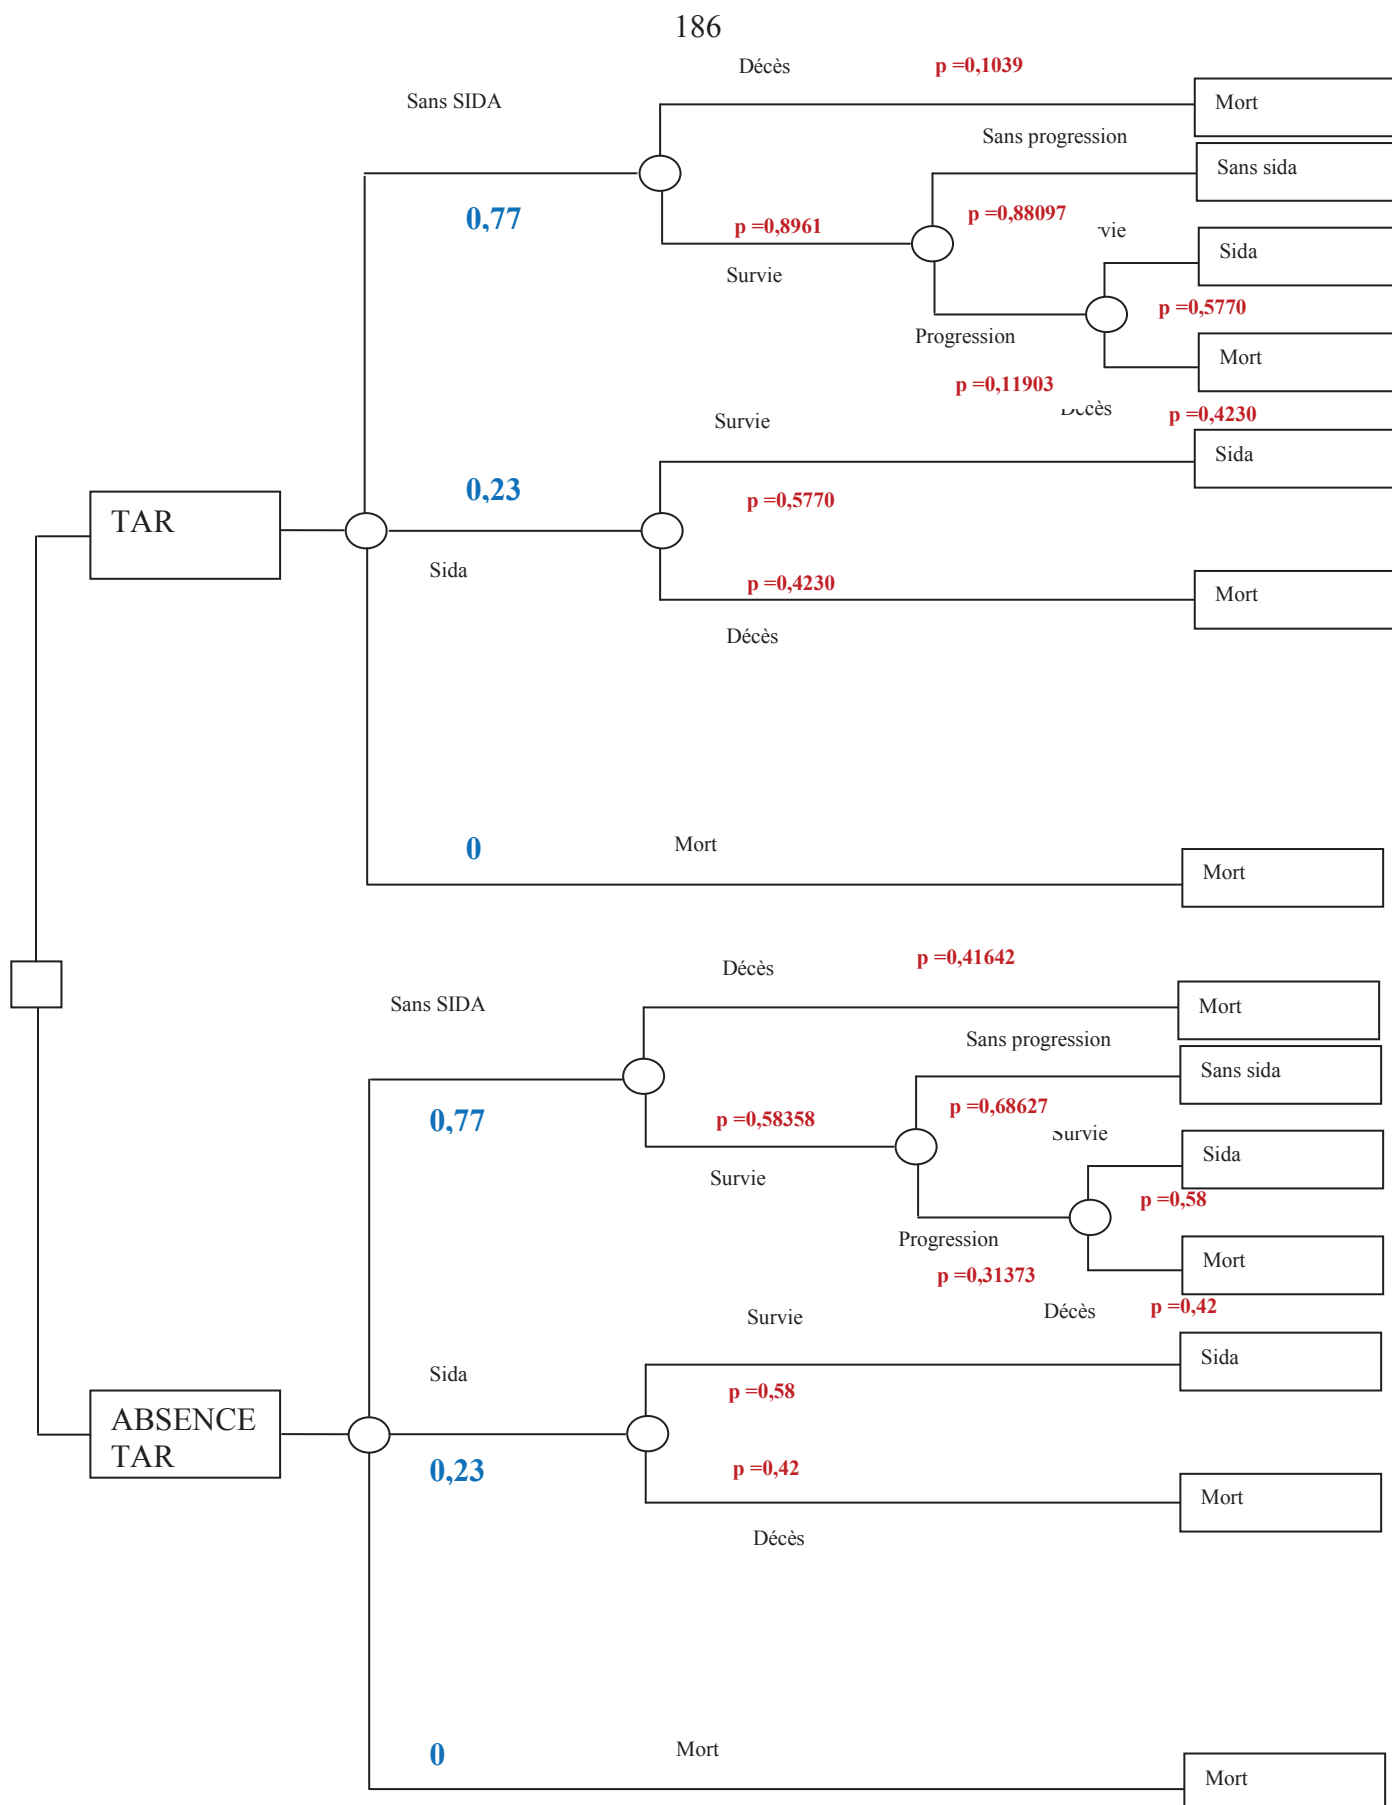 186
Décès
p =0,1039
Sans SIDA
Mort
Sans progression
Sans sida
0,77
p =0,8961
p =0,88097
vie
Survie
Sida
p =0,5770
Progression
Mort
p =0,11903
Décès
p =0,4230
Survie
Sida
0,23
p =0,5770
TAR
Sida
p =0,4230
Mort
Décès
0
Mort
Mort
Décès
p =0,41642
Sans SIDA
Mort
Sans progression
Sans sida
0,77
p =0,58358
p =0,68627
Survie
Survie
Sida
p =0,58
Progression
Mort
p =0,31373
Décès
p =0,42
Survie
Sida
Sida
p =0,58
ABSENCE
TAR
0,23
p =0,42
Mort
Décès
0
Mort
Mort